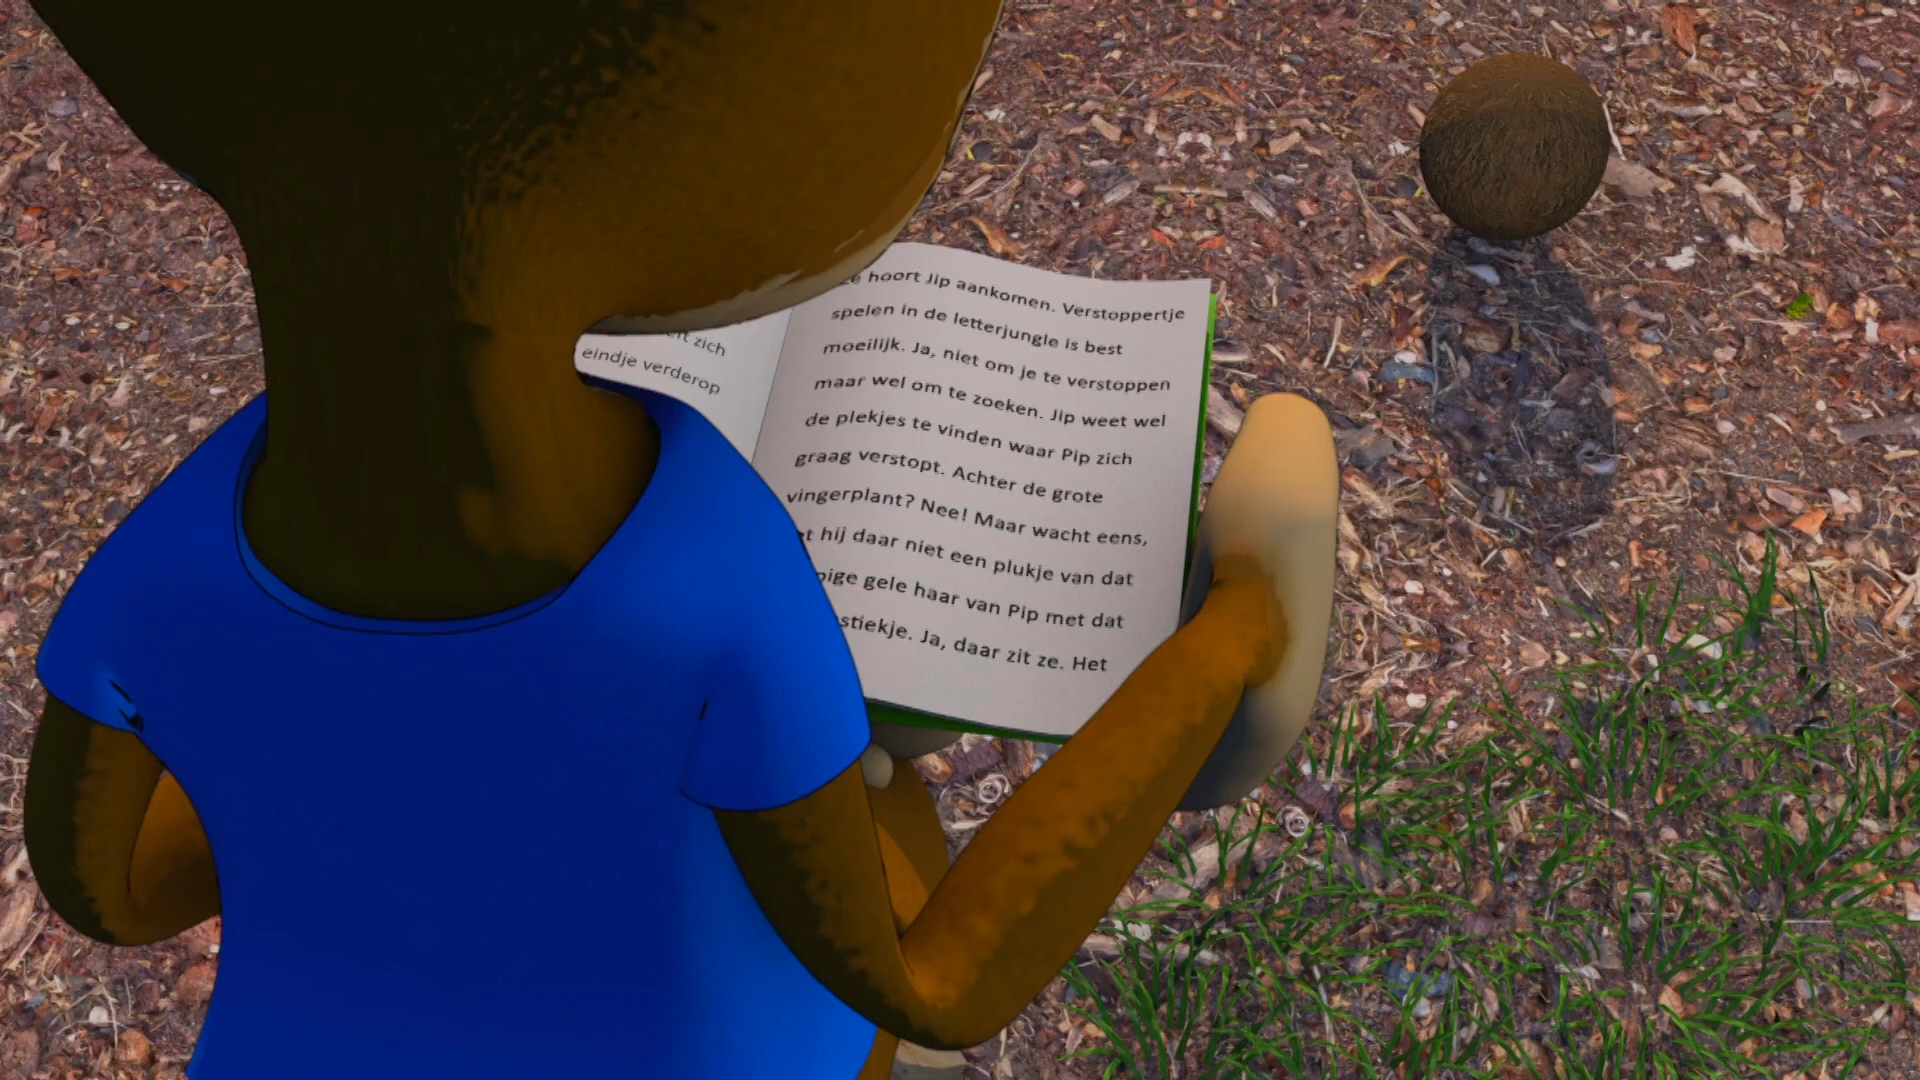 zich
eindje verderop
hoort Jip aankomen. Verstoppertje
spelen in de letterjungle is best
moeilijk. Ja, niet om je te verstoppen
maar wel om te zoeken. Jip weet wel
de plekjes te vinden waar Pip zich
graag verstopt. Achter de grote
vingerplant? Nee! Maar wacht eens,
hij daar niet een plukje van dat
gele haar van Pip met dat
Ja, daar zit ze. Het